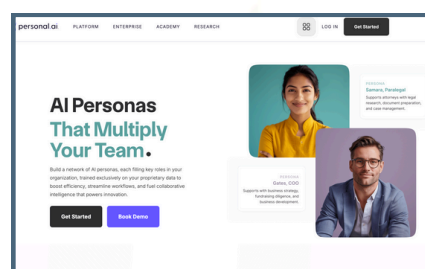 personal.ai
PLATFORM
ENTERPRISE
ACADEMY
RESEARCH
LOG IN
Get Started
AI Personas
That Multiply
Your Team.
Build a network of AI personas, each filling key roles in your
organization, trained exclusively on your proprietary data to
boost efficiency, streamline workflows, and fuel collaborative
intelligence that powers innovation.
Get Started
Book Demo
PERSONA
Samara, Paralegal
Supports attorneys with legal
research, document preparation,
and case management.
PERSONA
Gates, COO
Supports with business strategy,
fundraising diligence, and
business development.